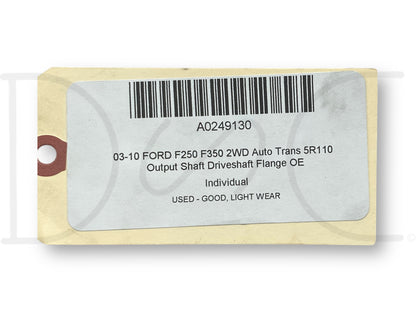 A0249130
03-10 FORD F250 F350 2WD Auto Trans 5R110
Output Shaft Driveshaft Flange OE
Individual
USED - GOOD, LIGHT WEAR